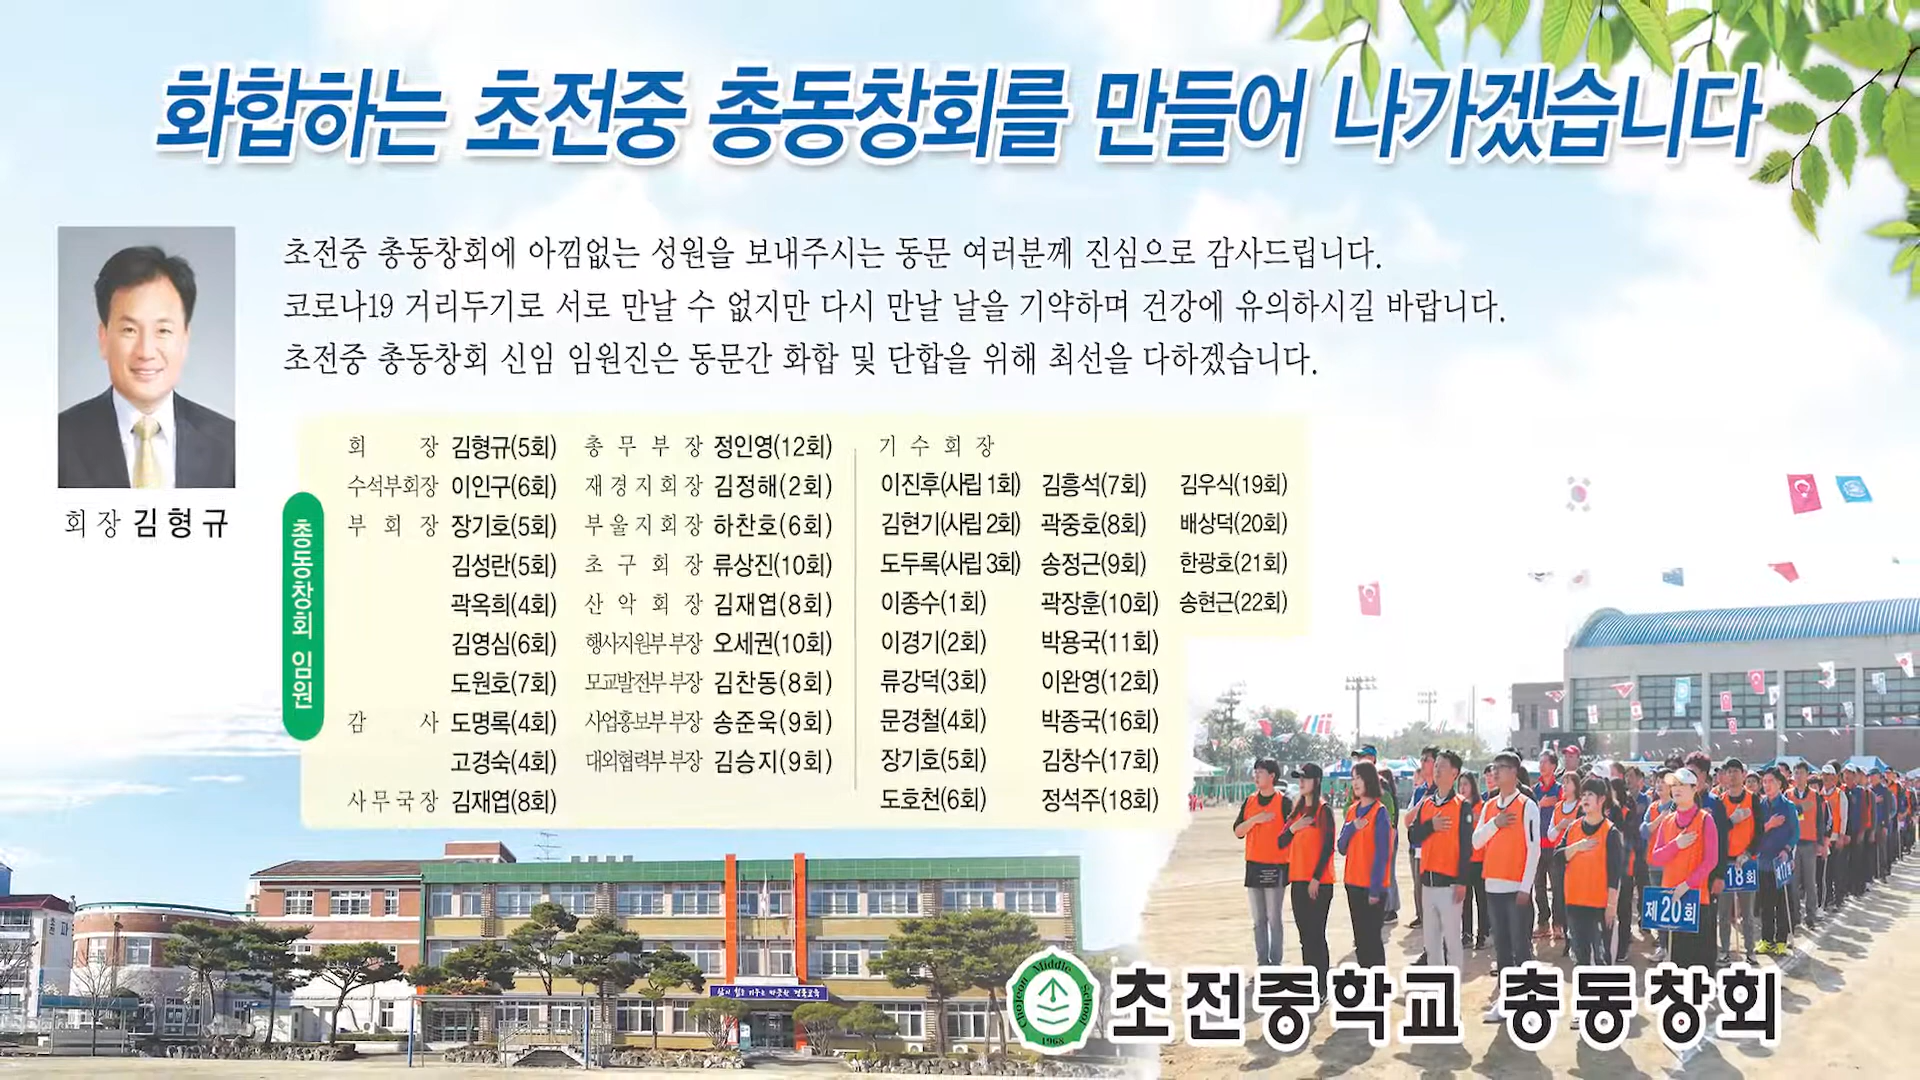 화합하는 초전중 총동창회를 만들어 나가겠습니다
초전중 총동창회에 아낌없는 성원을 보내주시는 동문 여러분께 진심으로 감사드립니다.
코로나19 거리두기로 서로 만날 수 없지만 다시 만날 날을 기약하며 건강에 유의하시길 바랍니다.
초전중 총동창회 신임 임원진은 동문간 화합 및 단합을 위해 최선을 다하겠습니다.
회장 김형규
총동창회 임원
회 장 김형규(5회)
수석부회장 이인구(6회)
부 회 장 장기호(5회)
김성란(5회)
곽옥희(4회)
김영심(6회)
도원호(7회)
감 사 도명록(4회)
고경숙(4회)
사무국장 김재엽(8회)
총 무 부 장 정인영(12회)
재경지회장 김정해(2회)
부울지회장 하찬호(6회)
초 구 회 장 류상진(10회)
산 악 회 장 김재엽(8회)
행사지원부 부장 오세권(10회)
모교발전부 부장 김찬동(8회)
사업홍보부 부장 송준욱(9회)
대외협력부 부장 김승지(9회)
기 수 회 장
이진후(사립 1회)
김현기(사립 2회)
도두록(사립 3회)
이종수(1회)
이경기(2회)
류강덕(3회)
문경철(4회)
장기호(5회)
도호천(6회)
김흥석(7회)
곽중호(8회)
송정근(9회)
곽장훈(10회)
박용국(11회)
이완영(12회)
박종국(16회)
김창수(17회)
정석주(18회)
김우식(19회)
배상덕(20회)
한광호(21회)
송현근(22회)
제20회
18회
Chojeon Middle School
1968
초전중학교 총동창회